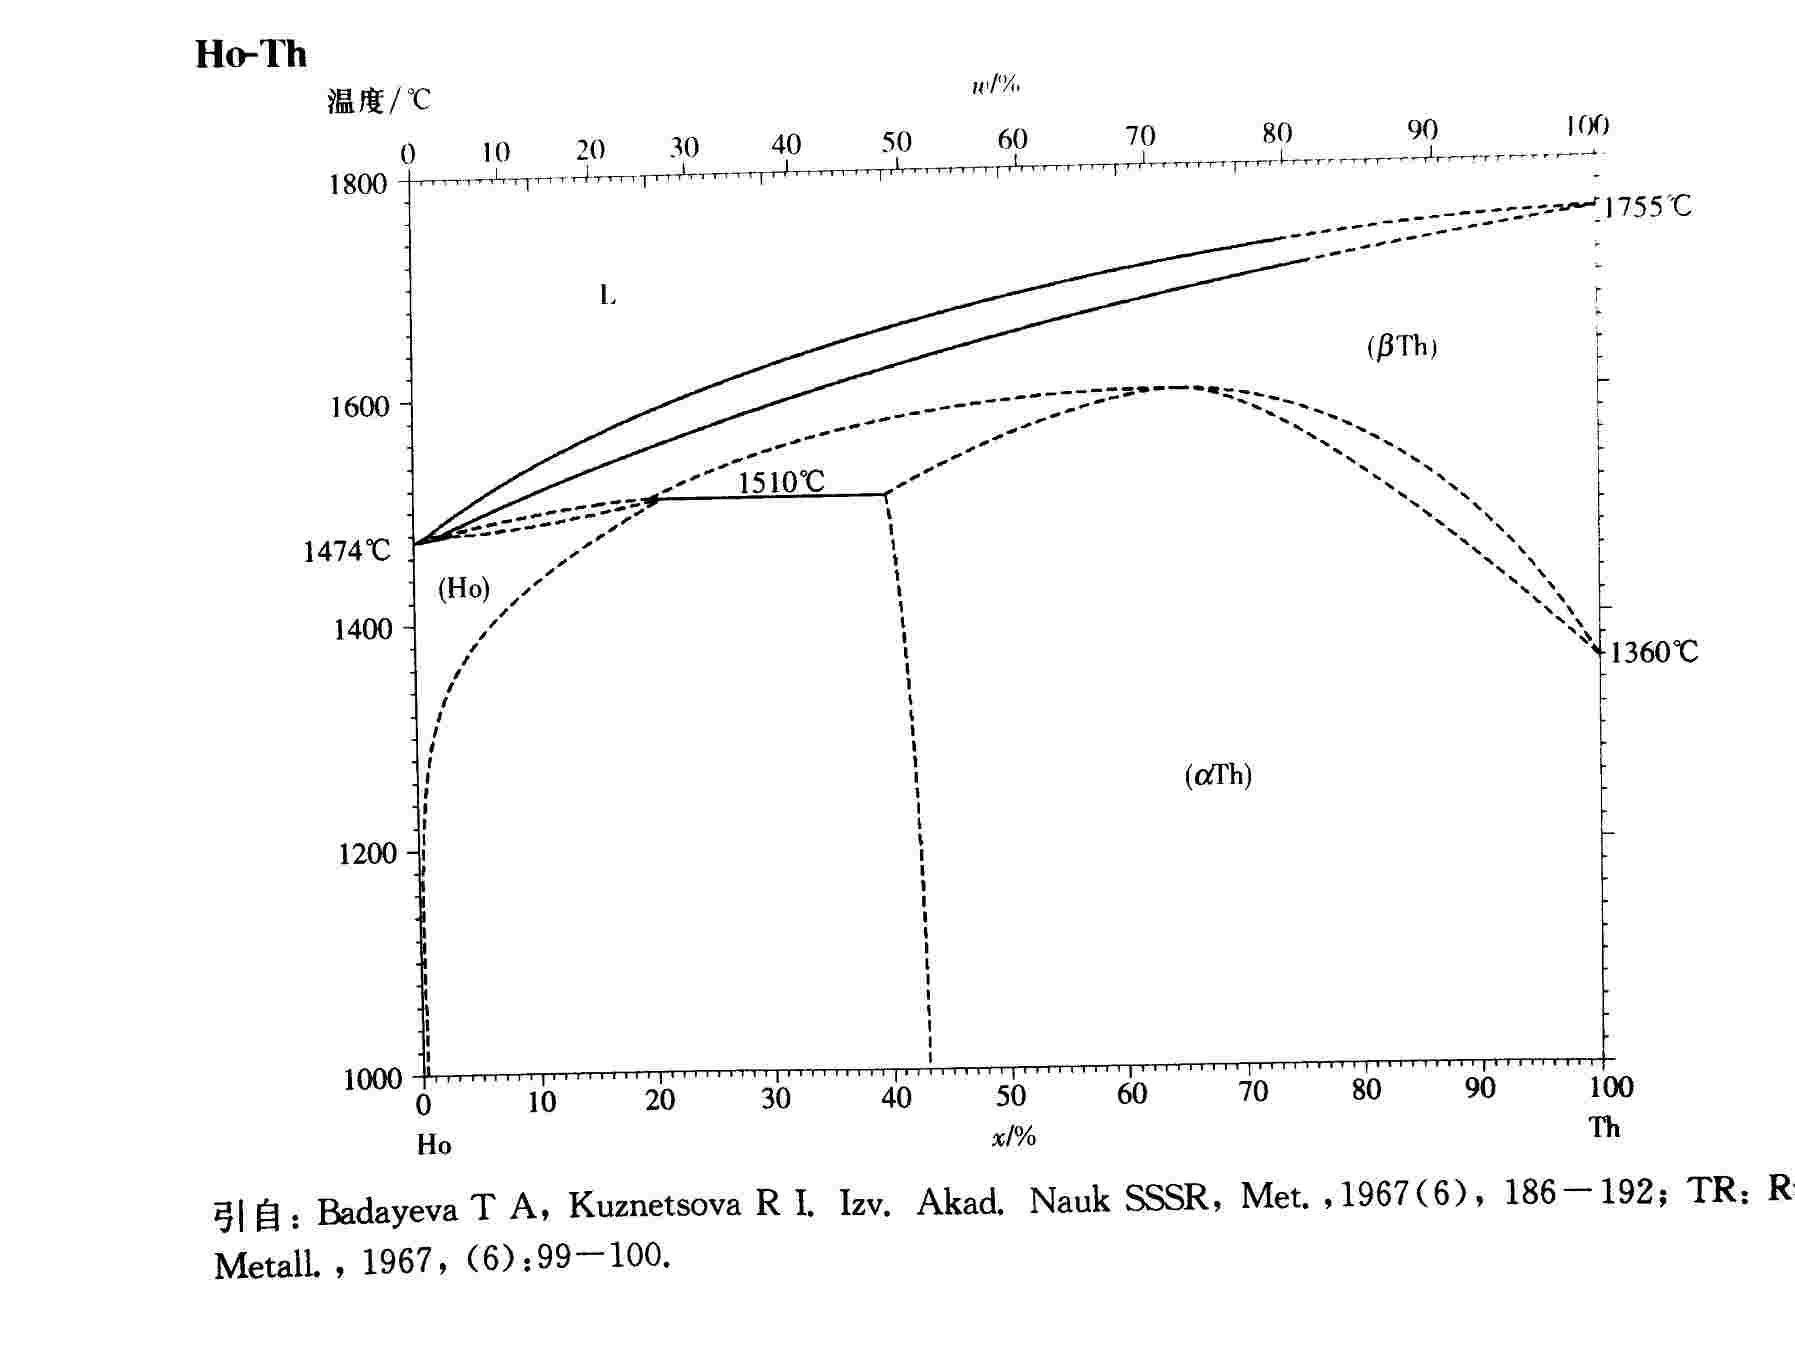 Ho-Th
温度/℃
w/%
0 10 20 30 40 50 60 70 80 90 100
1800
1755℃
L
(βTh)
1600
1510℃
1474℃
(Ho)
1400
1360℃
(αTh)
1200
1000
0 10 20 30 40 50 60 70 80 90 100
Ho x/% Th
引自: Badayeva T A, Kuznetsova R I. Izv. Akad. Nauk SSSR, Met. ,1967(6), 186—192; TR:
Metall. , 1967, (6):99—100.